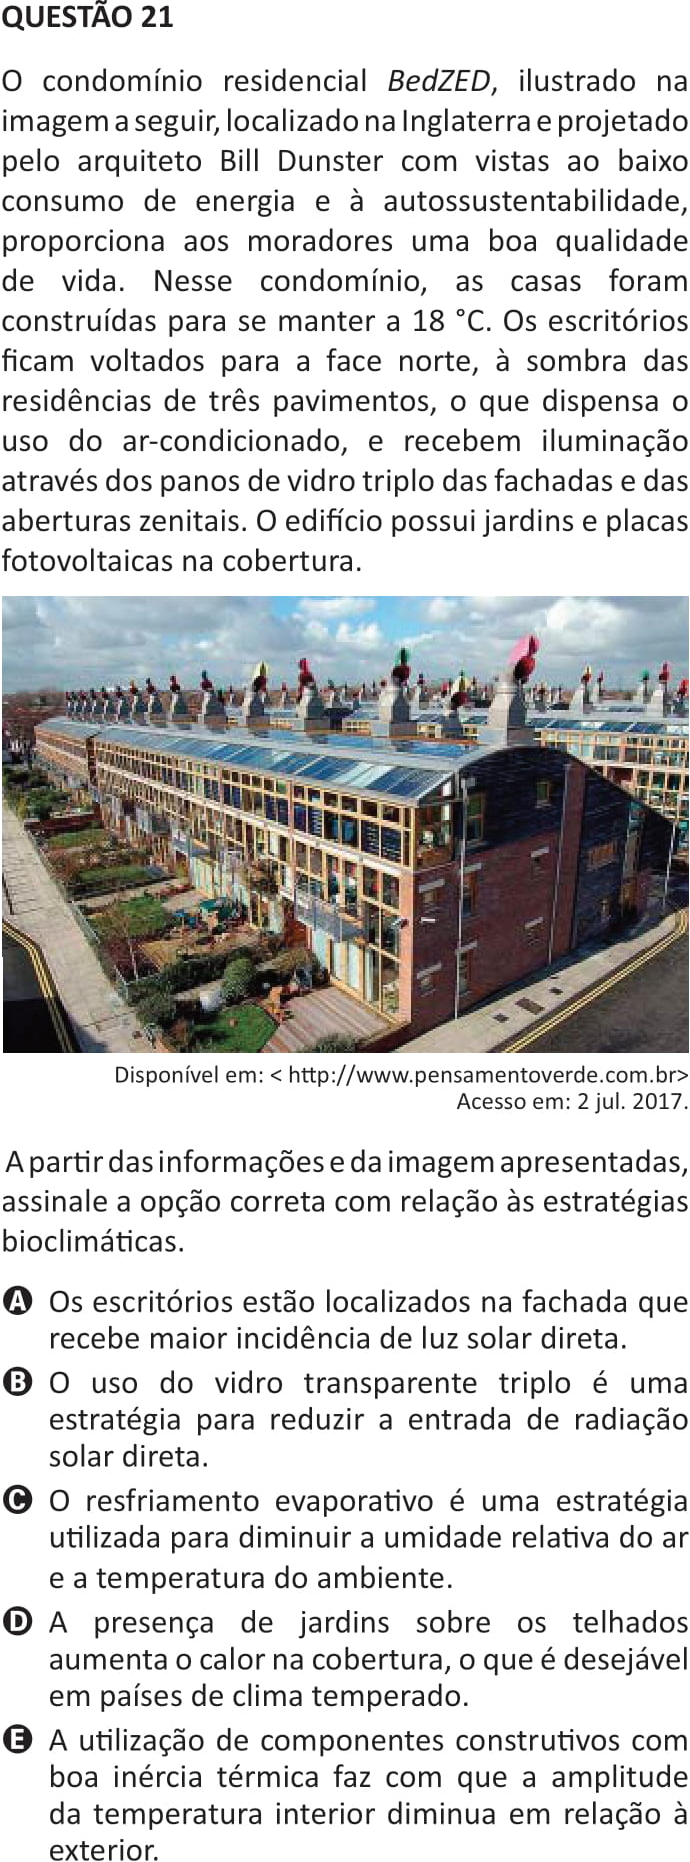 QUESTÃO 21
O condomínio residencial BedZED, ilustrado na
imagem a seguir, localizado na Inglaterra e projetado
pelo arquiteto Bill Dunster com vistas ao baixo
consumo de energia e à autossustentabilidade,
proporciona aos moradores uma boa qualidade
de vida. Nesse condomínio, as casas foram
construídas para se manter a 18 °C. Os escritórios
ficam voltados para a face norte, à sombra das
residências de três pavimentos, o que dispensa o
uso do ar-condicionado, e recebem iluminação
através dos panos de vidro triplo das fachadas e das
aberturas zenitais. O edifício possui jardins e placas
fotovoltaicas na cobertura.
Disponível em: < http://www.pensamentoverde.com.br>
Acesso em: 2 jul. 2017.
A partir das informações e da imagem apresentadas,
assinale a opção correta com relação às estratégias
bioclimáticas.
A Os escritórios estão localizados na fachada que
recebe maior incidência de luz solar direta.
B O uso do vidro transparente triplo é uma
estratégia para reduzir a entrada de radiação
solar direta.
C O resfriamento evaporativo é uma estratégia
utilizada para diminuir a umidade relativa do ar
e a temperatura do ambiente.
D A presença de jardins sobre os telhados
aumenta o calor na cobertura, o que é desejável
em países de clima temperado.
E A utilização de componentes construtivos com
boa inércia térmica faz com que a amplitude
da temperatura interior diminua em relação à
exterior.